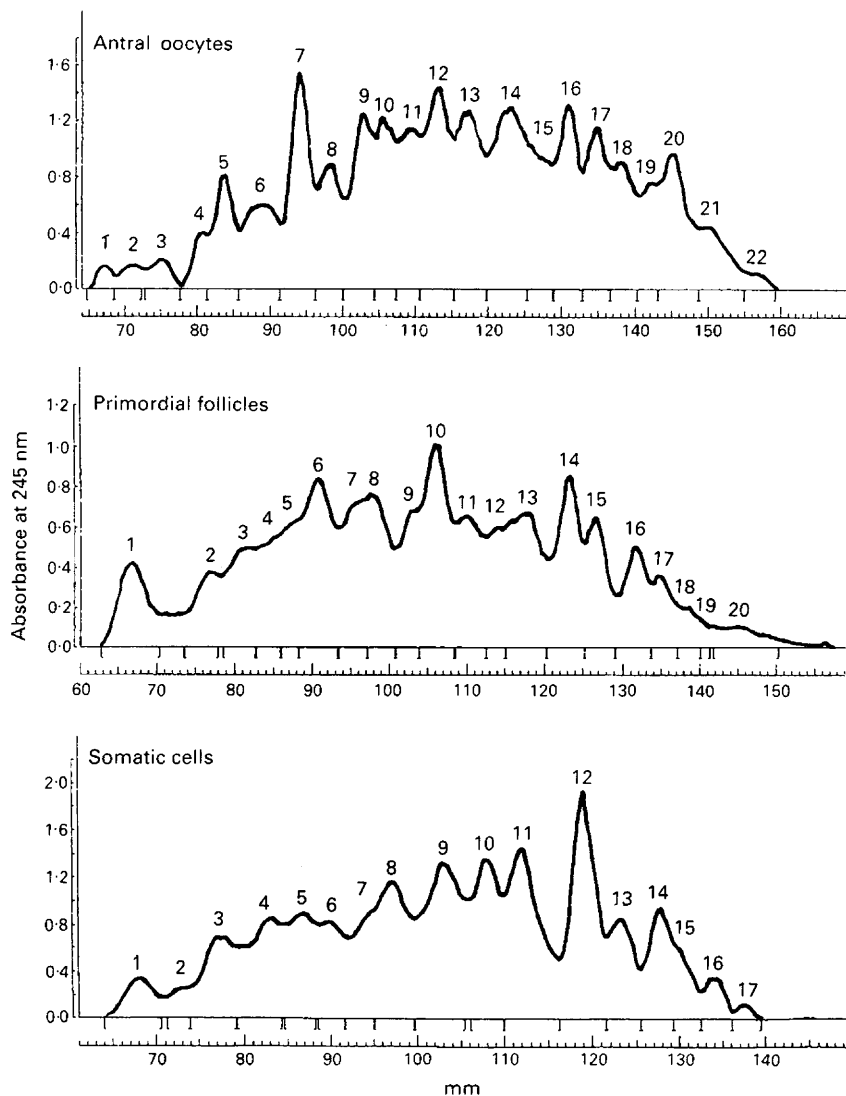 Antral oocytes
1·6
1·2
0·8
0·4
0·0
1 2 3 4 5 6 7 8 9 10 11 12 13 14 15 16 17 18 19 20 21 22
70 80 90 100 110 120 130 140 150 160
Primordial follicles
1·2
1·0
0·8
0·6
0·4
0·2
0·0
1 2 3 4 5 6 7 8 9 10 11 12 13 14 15 16 17 18 19 20
60 70 80 90 100 110 120 130 140 150
Absorbance at 245 nm
Somatic cells
2·0
1·6
1·2
0·8
0·4
0·0
1 2 3 4 5 6 7 8 9 10 11 12 13 14 15 16 17
70 80 90 100 110 120 130 140
mm